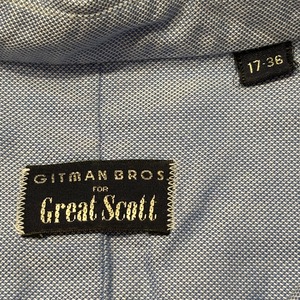 17-36
GITMAN BROS.
FOR
Great Scott